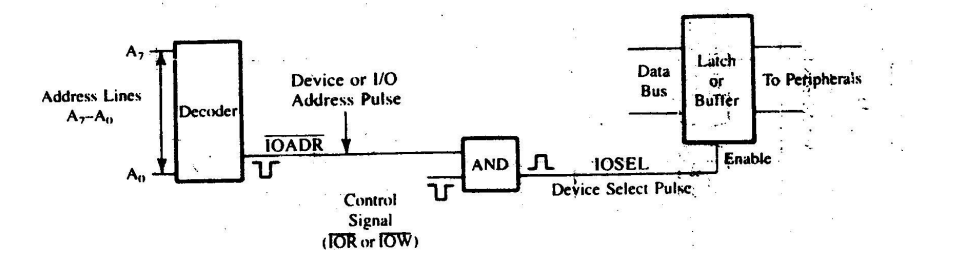 A₇
Address Lines
A₇–A₀
A₀
Decoder
Device or I/O
Address Pulse
IOADR
Control
Signal
(IOR or IOW)
AND
IOSEL
Device Select Pulse
Data
Bus
Latch
or
Buffer
To Peripherals
Enable